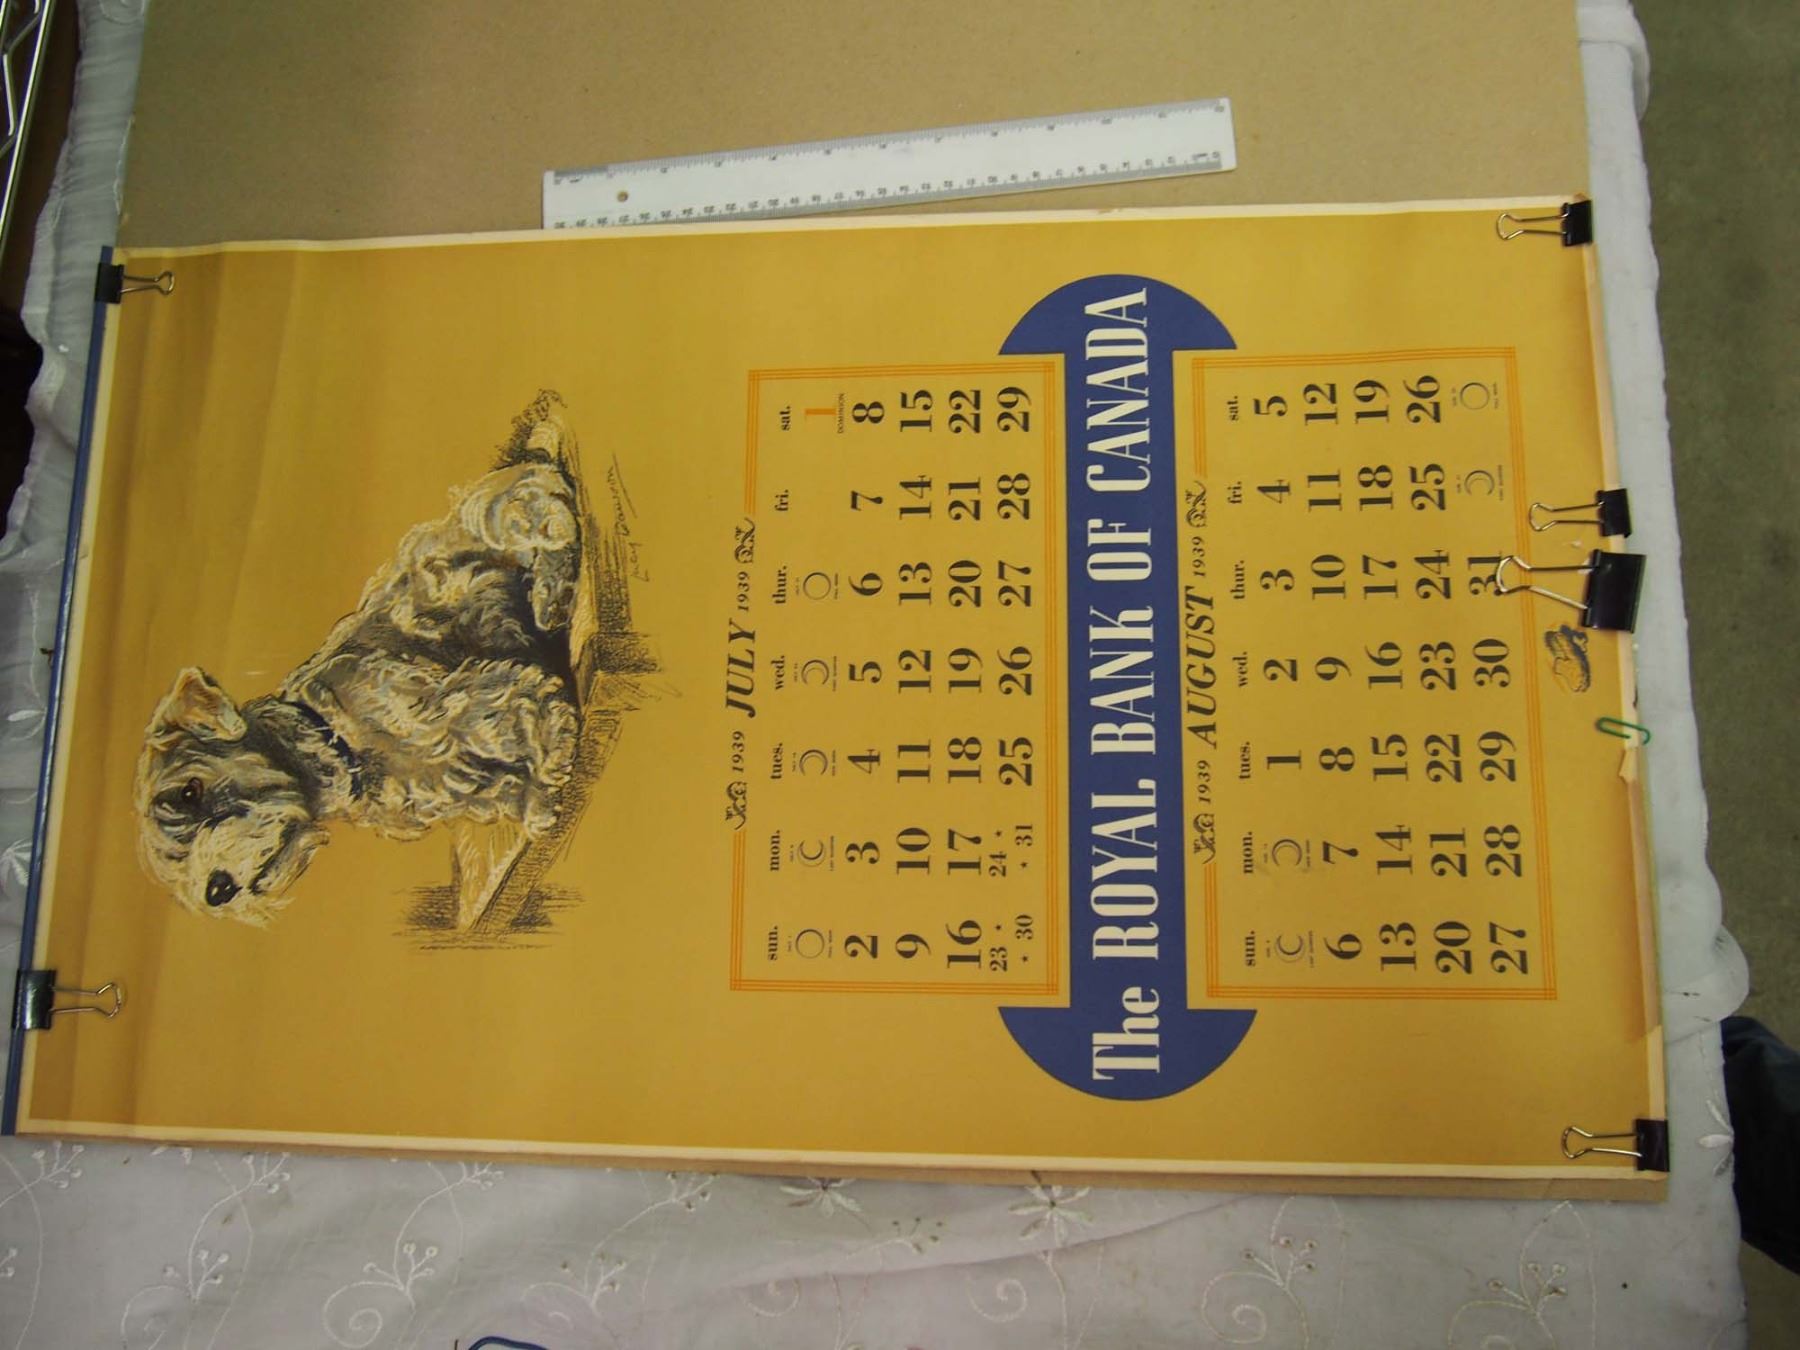 Lucy Dawson
1939 JULY 1939
sun. mon. tues. wed. thur. fri. sat.
1
DOMINION
2 3 4 5 6 7 8
9 10 11 12 13 14 15
16 17 18 19 20 21 22
23 * 24 * 25 26 27 28 29
* 30 * 31
The ROYAL BANK OF CANADA
1939 AUGUST 1939
sun. mon. tues. wed. thur. fri. sat.
1 2 3 4 5
6 7 8 9 10 11 12
13 14 15 16 17 18 19
20 21 22 23 24 25 26
27 28 29 30 31